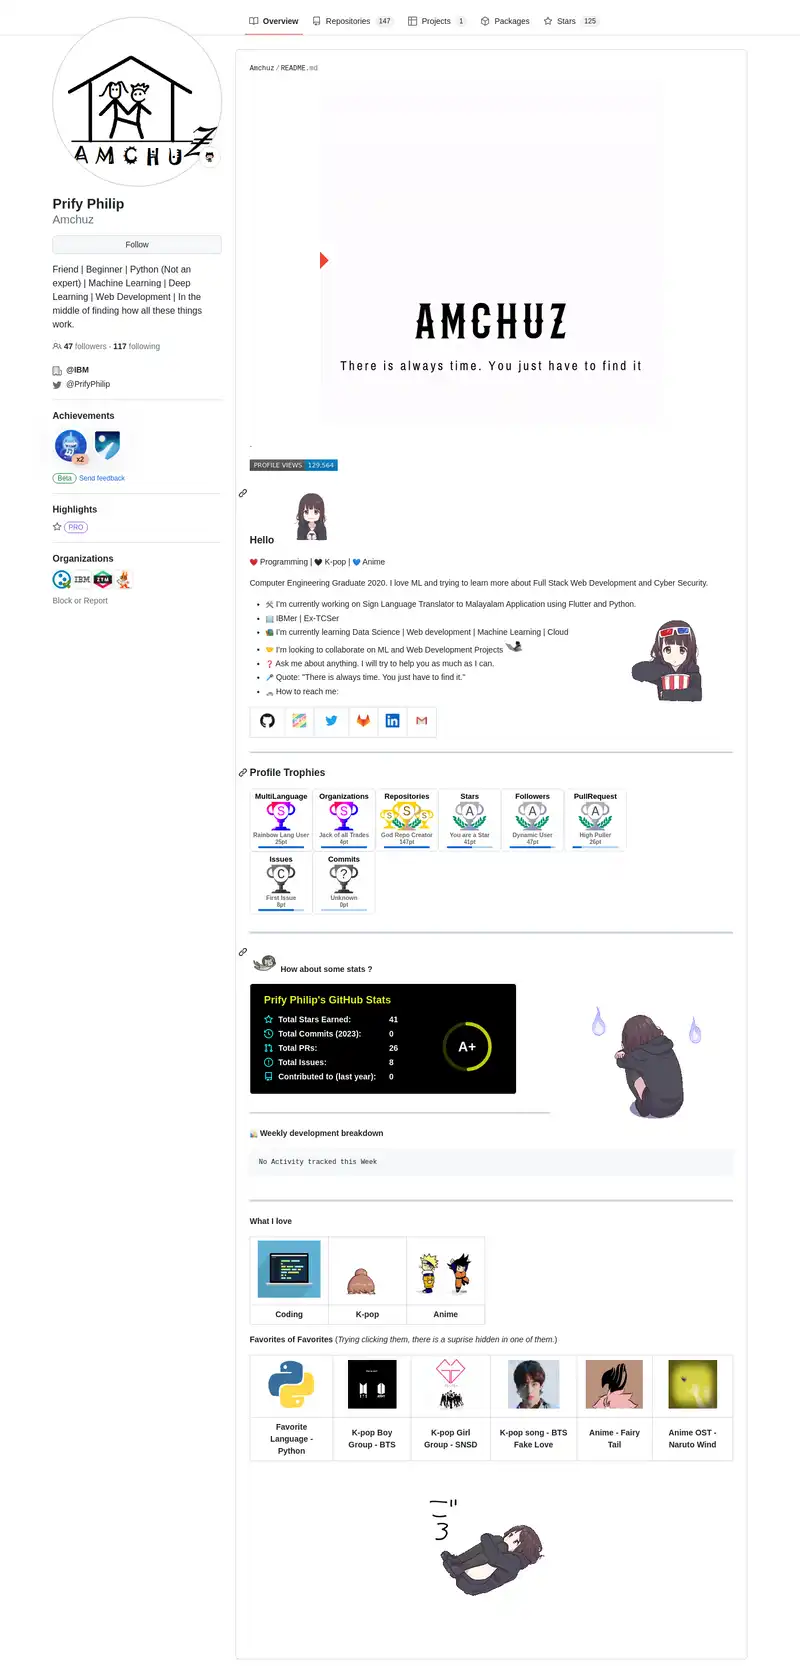 Overview
Repositories 147
Projects 1
Packages
Stars 125
AMCHUZ
Prify Philip
Amchuz
Follow
Friend | Beginner | Python (Not an
expert) | Machine Learning | Deep
Learning | Web Development | In the
middle of finding how all these things
work.
47 followers · 117 following
@IBM
@PrifyPhilip
Achievements
x2
Beta Send feedback
Highlights
PRO
Organizations
IBM ZTM
Block or Report
Amchuz / README.md
AMCHUZ
There is always time. You just have to find it
.
PROFILE VIEWS 129,564
Hello
Programming | K-pop | Anime
Computer Engineering Graduate 2020. I love ML and trying to learn more about Full Stack Web Development and Cyber Security.
• I'm currently working on Sign Language Translator to Malayalam Application using Flutter and Python.
• IBMer | Ex-TCSer
• I'm currently learning Data Science | Web development | Machine Learning | Cloud
• I'm looking to collaborate on ML and Web Development Projects
• Ask me about anything. I will try to help you as much as I can.
• Quote: "There is always time. You just have to find it."
• How to reach me:
Profile Trophies
MultiLanguage
S
Rainbow Lang User
25pt
Organizations
S
Jack of all Trades
4pt
Repositories
S S S
God Repo Creator
147pt
Stars
A
You are a Star
41pt
Followers
A
Dynamic User
47pt
PullRequest
A
High Puller
26pt
Issues
C
First Issue
8pt
Commits
?
Unknown
0pt
How about some stats ?
Prify Philip's GitHub Stats
Total Stars Earned: 41
Total Commits (2023): 0
Total PRs: 26
Total Issues: 8
Contributed to (last year): 0
A+
Weekly development breakdown
No Activity tracked this Week
What I love
Coding
K-pop
Anime
Favorites of Favorites (Trying clicking them, there is a suprise hidden in one of them.)
Favorite
Language -
Python
K-pop Boy
Group - BTS
K-pop Girl
Group - SNSD
K-pop song - BTS
Fake Love
Anime - Fairy
Tail
Anime OST -
Naruto Wind